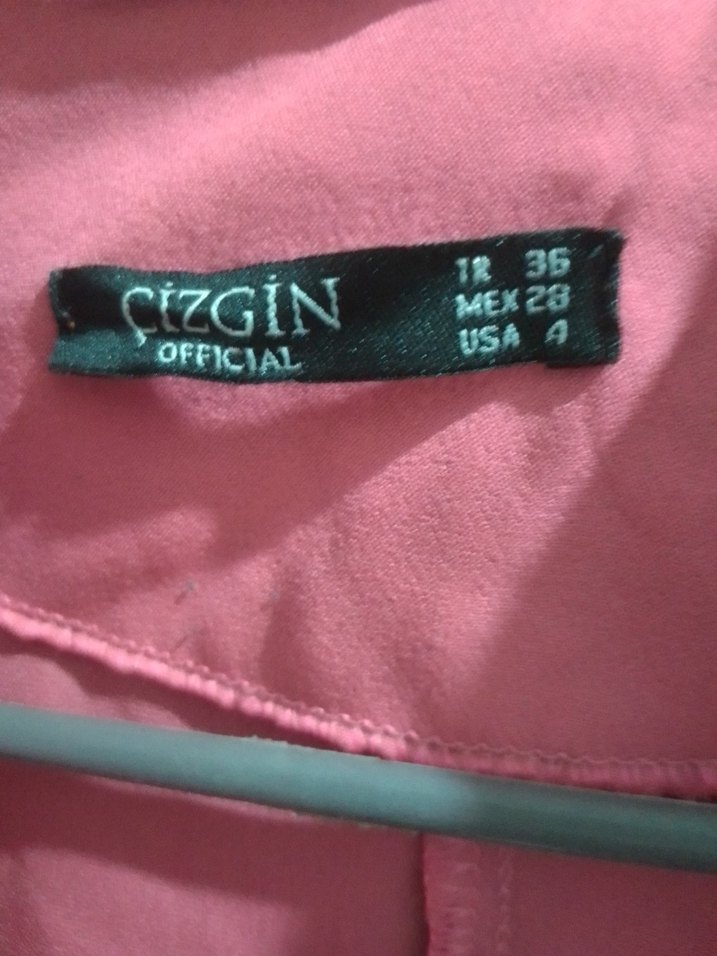 ÇİZGİN
OFFICIAL
TR 36
MEX 28
USA 4